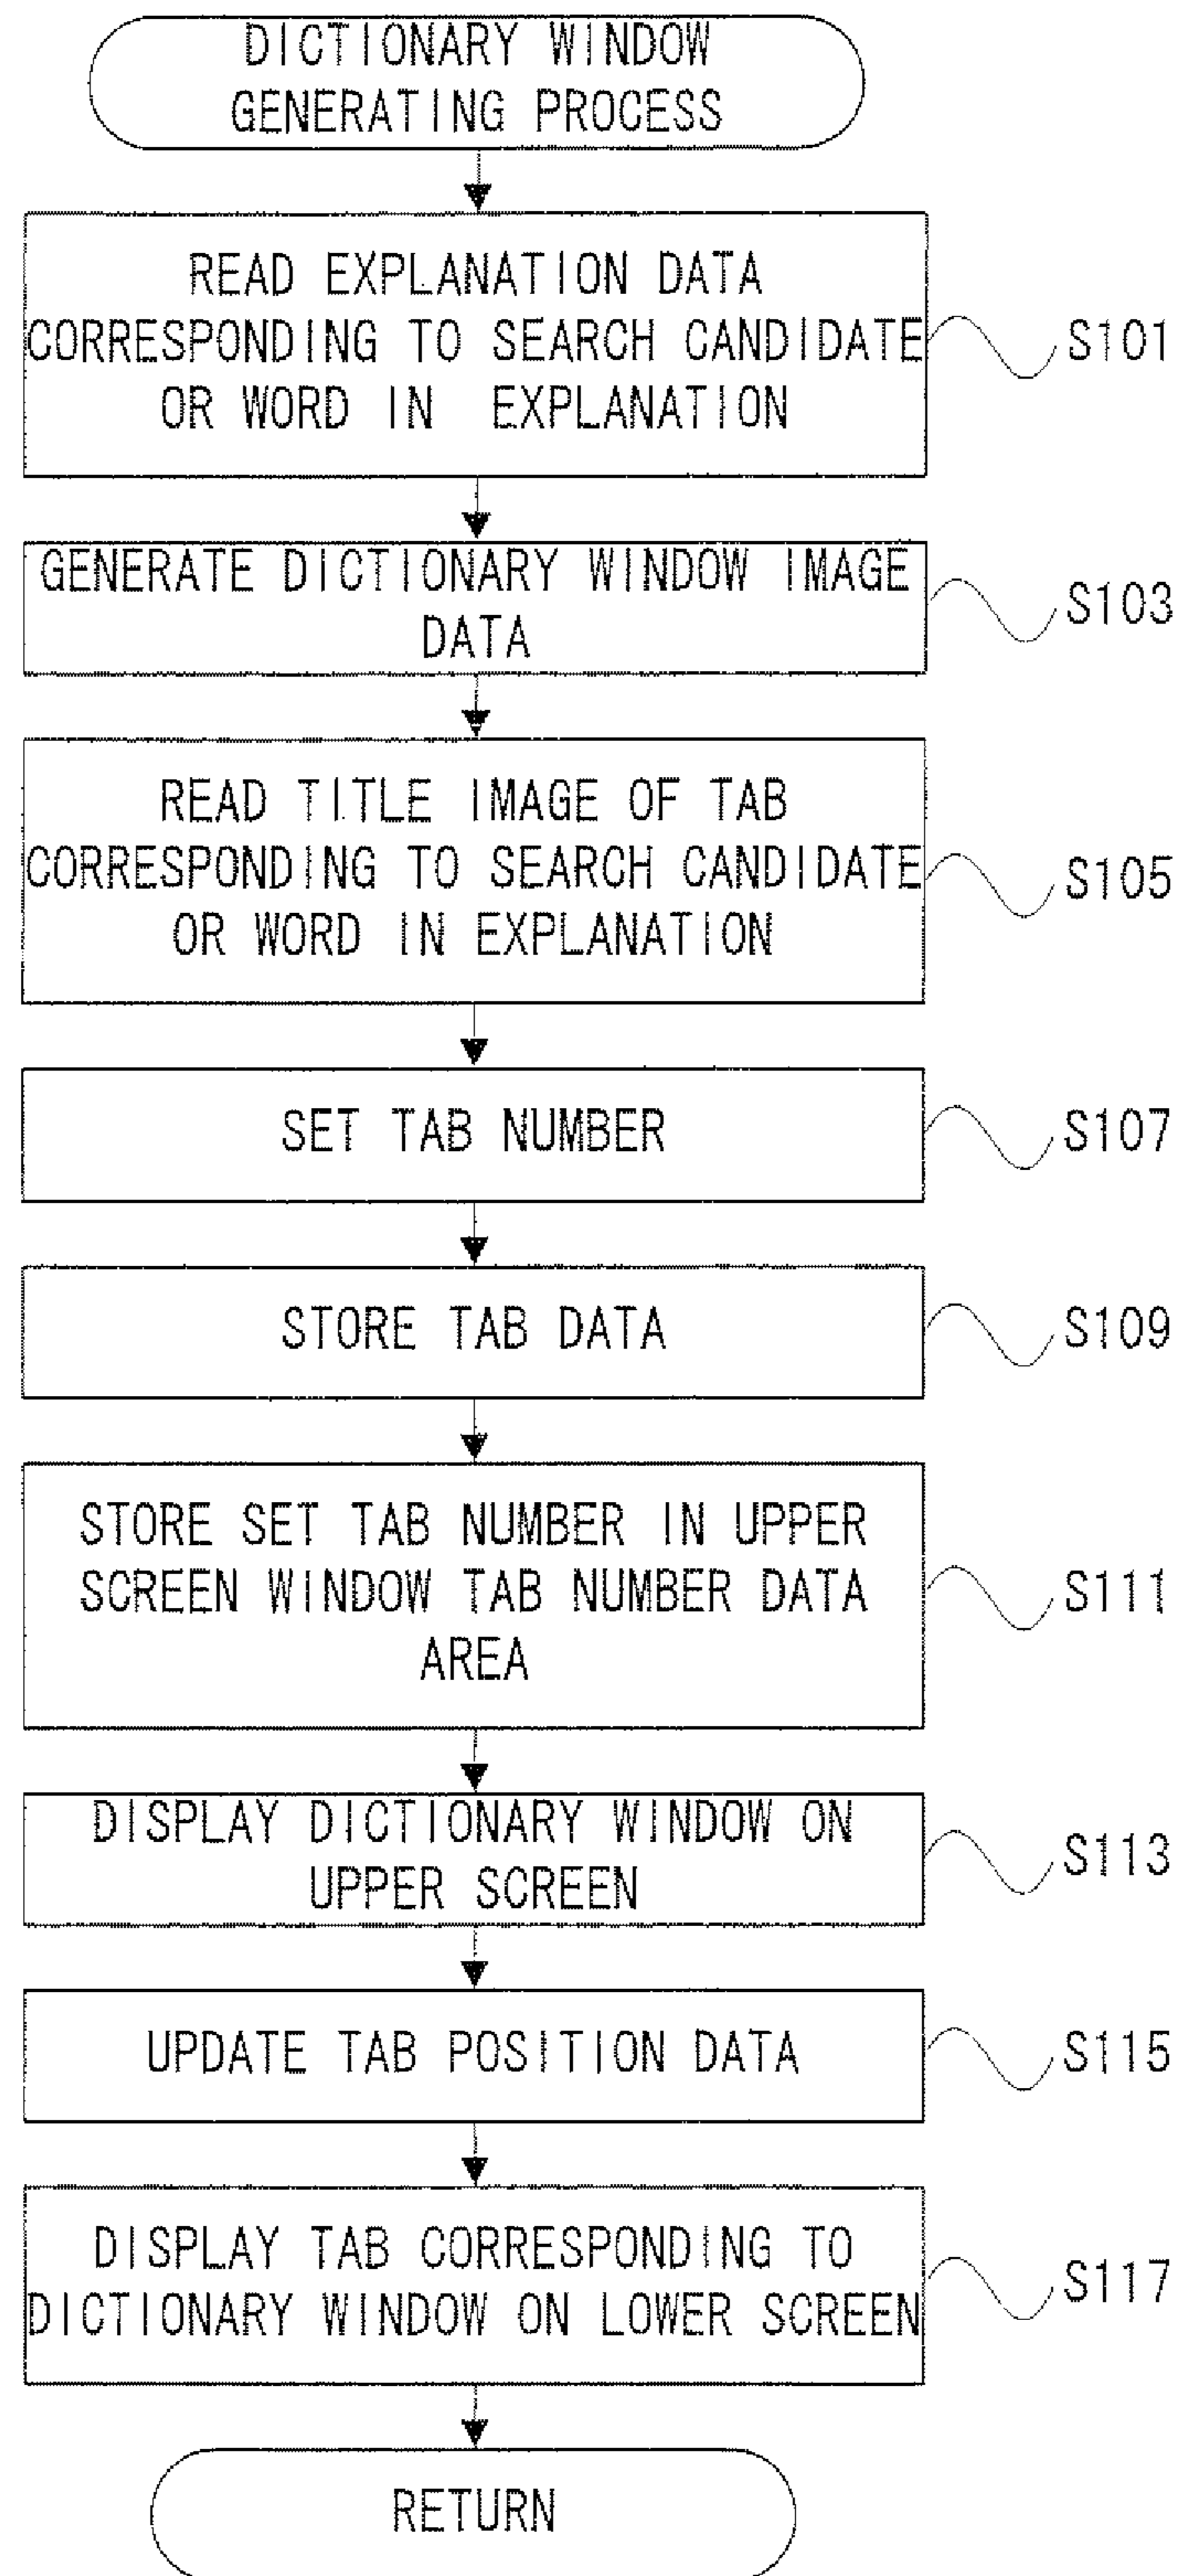 DICTIONARY WINDOW
GENERATING PROCESS
READ EXPLANATION DATA
CORRESPONDING TO SEARCH CANDIDATE
OR WORD IN EXPLANATION
S101
GENERATE DICTIONARY WINDOW IMAGE
DATA
S103
READ TITLE IMAGE OF TAB
CORRESPONDING TO SEARCH CANDIDATE
OR WORD IN EXPLANATION
S105
SET TAB NUMBER
S107
STORE TAB DATA
S109
STORE SET TAB NUMBER IN UPPER
SCREEN WINDOW TAB NUMBER DATA
AREA
S111
DISPLAY DICTIONARY WINDOW ON
UPPER SCREEN
S113
UPDATE TAB POSITION DATA
S115
DISPLAY TAB CORRESPONDING TO
DICTIONARY WINDOW ON LOWER SCREEN
S117
RETURN